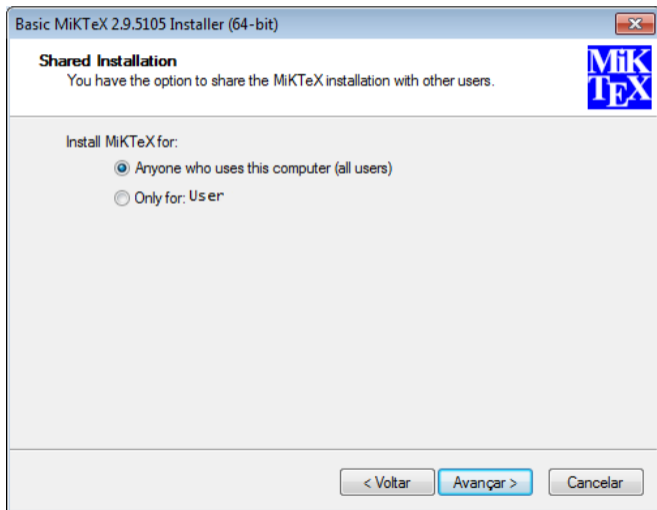 Basic MiKTeX 2.9.5105 Installer (64-bit)
Shared Installation
You have the option to share the MiKTeX installation with other users.
MiK
TEX
Install MiKTeX for:
Anyone who uses this computer (all users)
Only for: User
< Voltar
Avançar >
Cancelar